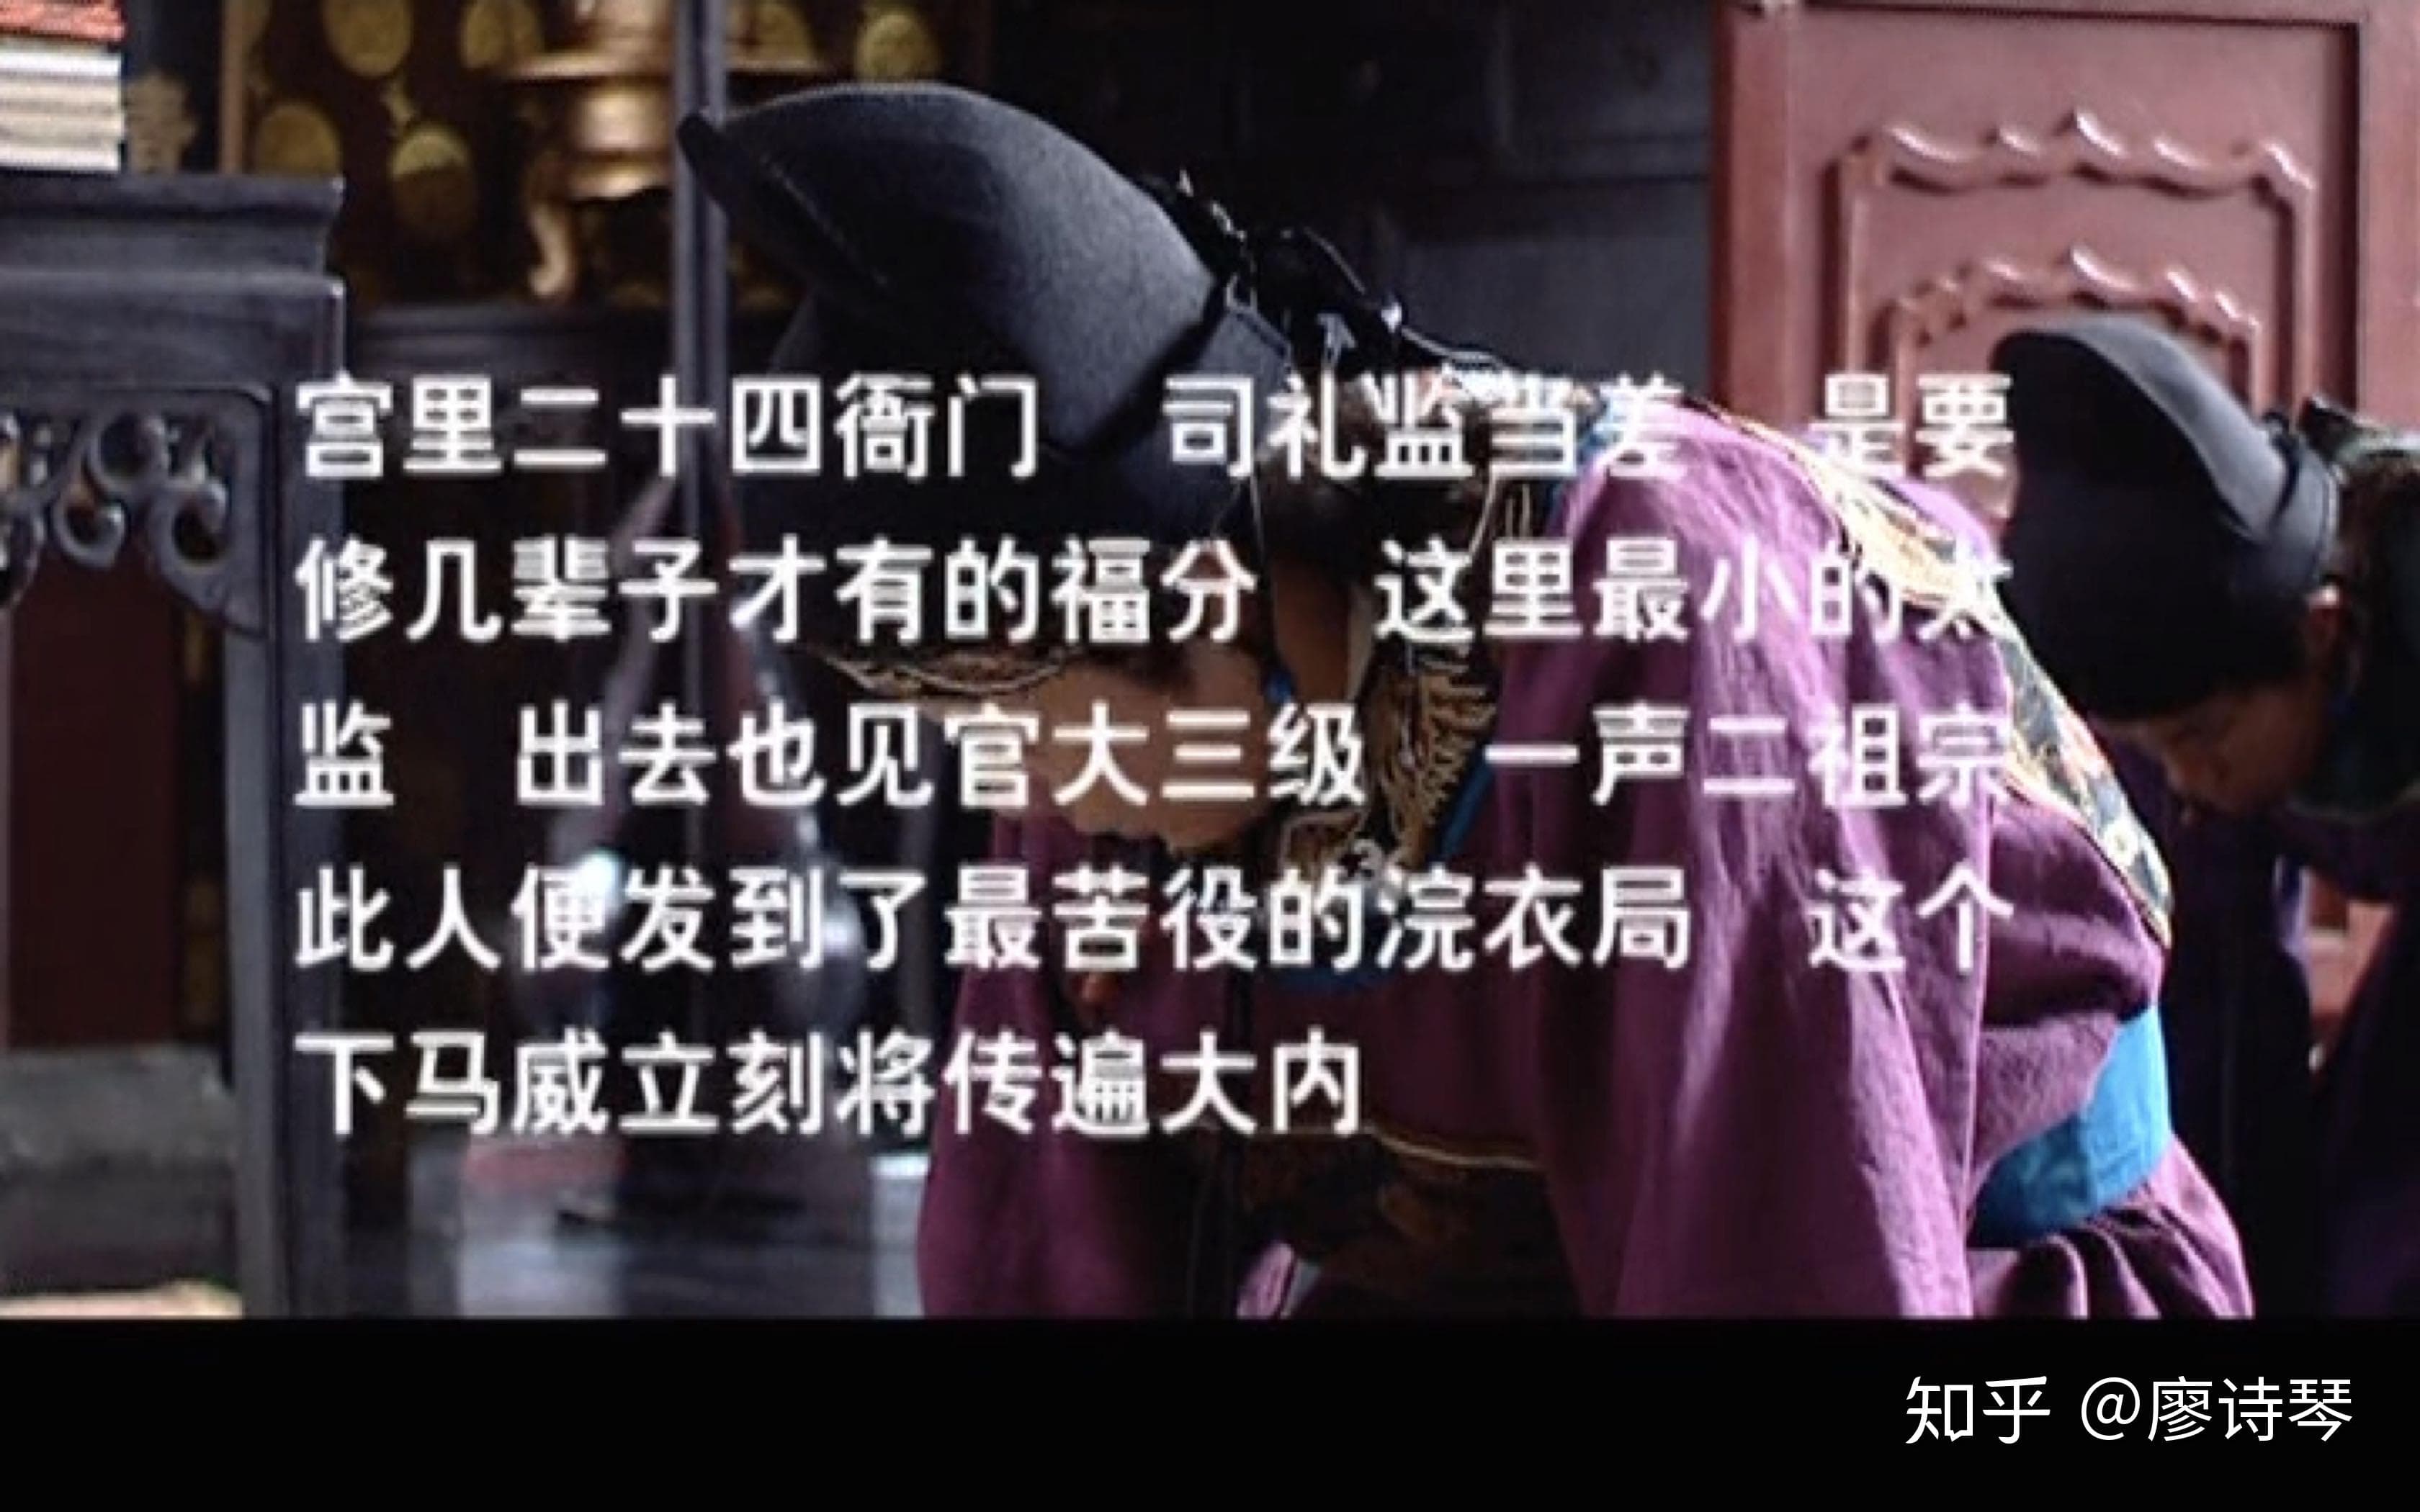 宫里二十四衙门　司礼监当差　是要
修几辈子才有的福分　这里最小的太
监　出去也见官大三级　一声二祖宗
此人便发到了最苦役的浣衣局　这个
下马威立刻将传遍大内
知乎 @廖诗琴